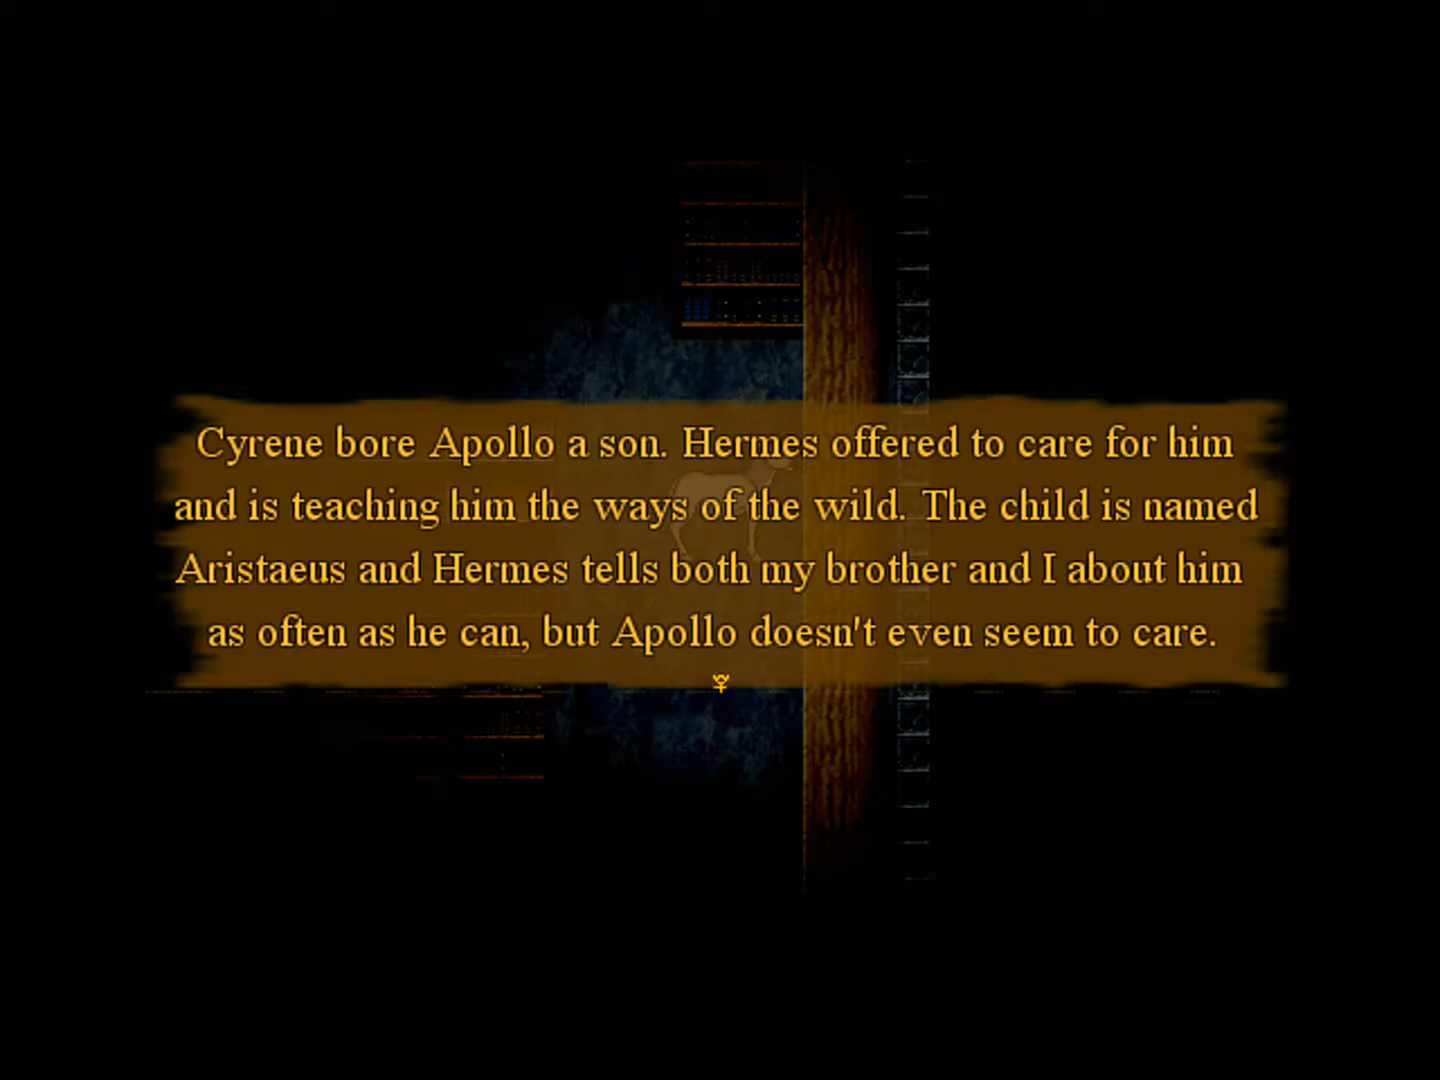 Cyrene bore Apollo a son. Hermes offered to care for him
and is teaching him the ways of the wild. The child is named
Aristaeus and Hermes tells both my brother and I about him
as often as he can, but Apollo doesn't even seem to care.